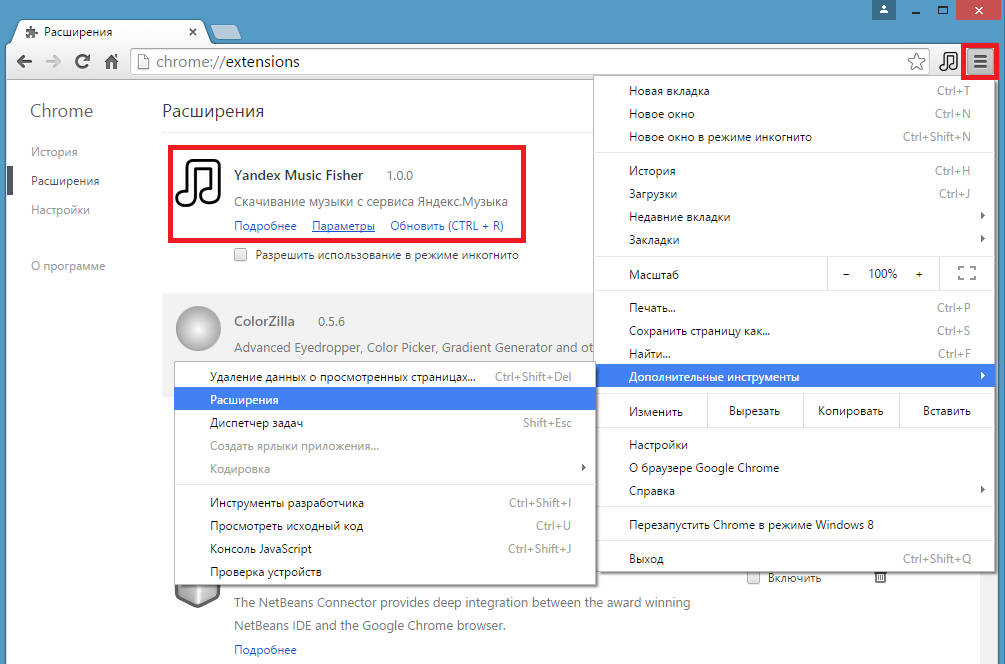 Расширения
chrome://extensions
Chrome
История
Расширения
Настройки
О программе
Расширения
Yandex Music Fisher 1.0.0
Скачивание музыки с сервиса Яндекс.Музыка
Подробнее Параметры Обновить (CTRL + R)
Разрешить использование в режиме инкогнито
ColorZilla 0.5.6
Advanced Eyedropper, Color Picker, Gradient Generator and ot
Удаление данных о просмотренных страницах... Ctrl+Shift+Del
Расширения
Диспетчер задач Shift+Esc
Создать ярлыки приложения...
Кодировка
Инструменты разработчика Ctrl+Shift+I
Просмотреть исходный код Ctrl+U
Консоль JavaScript Ctrl+Shift+J
Проверка устройств
Новая вкладка Ctrl+T
Новое окно Ctrl+N
Новое окно в режиме инкогнито Ctrl+Shift+N
История Ctrl+H
Загрузки Ctrl+J
Недавние вкладки
Закладки
Масштаб − 100% +
Печать... Ctrl+P
Сохранить страницу как... Ctrl+S
Найти... Ctrl+F
Дополнительные инструменты
Изменить Вырезать Копировать Вставить
Настройки
О браузере Google Chrome
Справка
Перезапустить Chrome в режиме Windows 8
Выход Ctrl+Shift+Q
Включить
The NetBeans Connector provides deep integration between the award winning
NetBeans IDE and the Google Chrome browser.
Подробнее